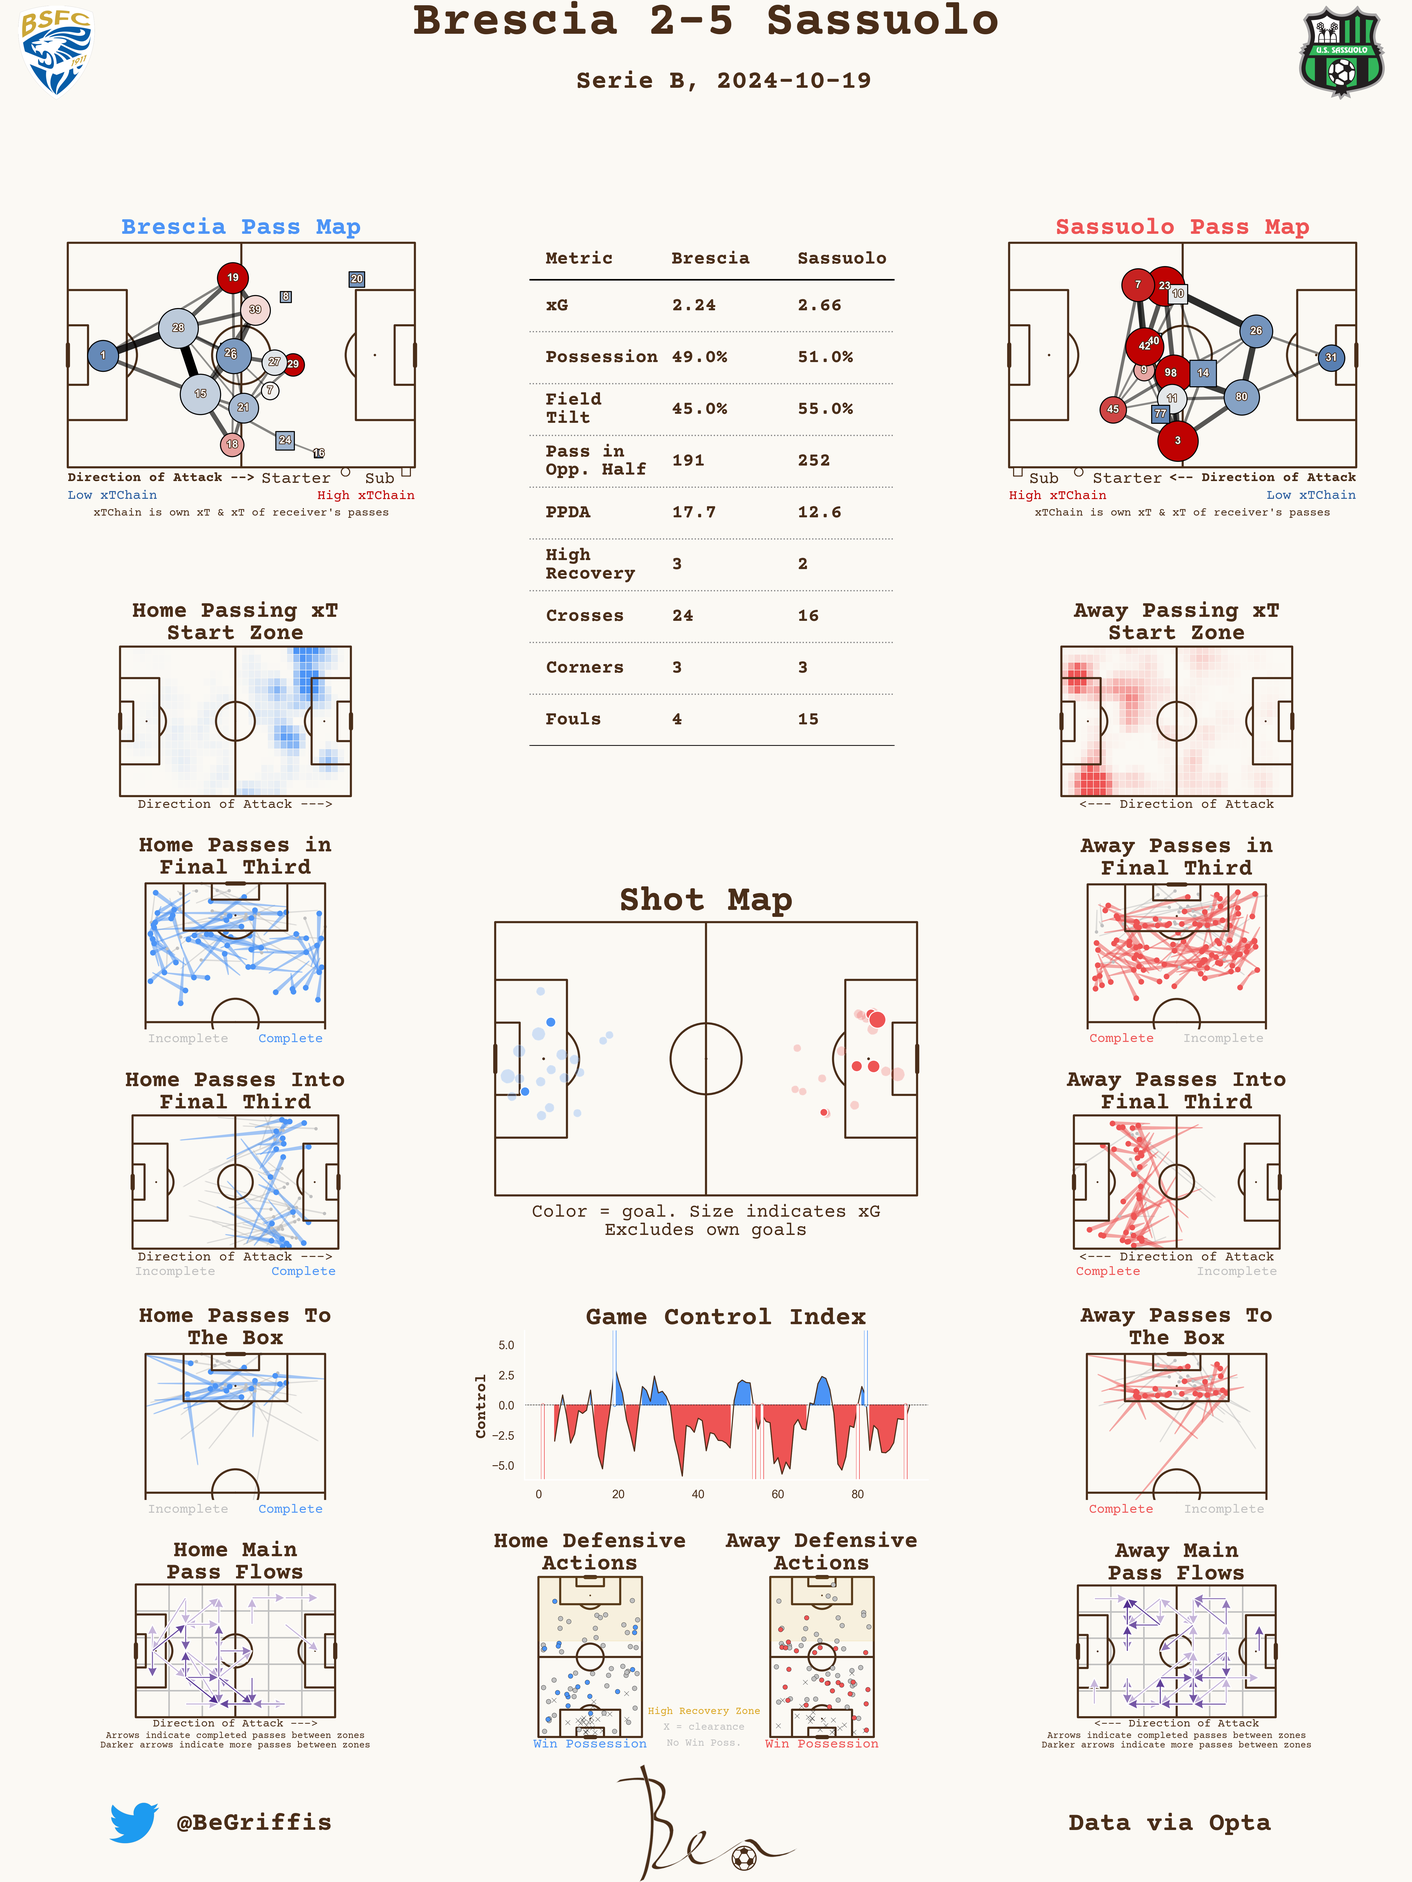 Brescia 2-5 Sassuolo
Serie B, 2024-10-19
BSFC
1911
U.S. SASSUOLO
Brescia Pass Map
19
20
8
39
28
1
26
6
27
29
7
15
21
18
24
16
Direction of Attack --> Starter Sub
Low xTChain High xTChain
xTChain is own xT & xT of receiver's passes
Metric Brescia Sassuolo
xG 2.24 2.66
Possession 49.0% 51.0%
Field
Tilt 45.0% 55.0%
Pass in
Opp. Half 191 252
PPDA 17.7 12.6
High
Recovery 3 2
Crosses 24 16
Corners 3 3
Fouls 4 15
Sassuolo Pass Map
7
23
10
26
42
40
31
9
98
14
11
80
45
77
3
Sub Starter <-- Direction of Attack
High xTChain Low xTChain
xTChain is own xT & xT of receiver's passes
Home Passing xT
Start Zone
Direction of Attack --->
Away Passing xT
Start Zone
<--- Direction of Attack
Home Passes in
Final Third
Incomplete Complete
Shot Map
Color = goal. Size indicates xG
Excludes own goals
Away Passes in
Final Third
Complete Incomplete
Home Passes Into
Final Third
Direction of Attack --->
Incomplete Complete
Away Passes Into
Final Third
<--- Direction of Attack
Complete Incomplete
Home Passes To
The Box
Incomplete Complete
Game Control Index
Control
5.0
2.5
0.0
−2.5
−5.0
0 20 40 60 80
Away Passes To
The Box
Complete Incomplete
Home Main
Pass Flows
Direction of Attack --->
Arrows indicate completed passes between zones
Darker arrows indicate more passes between zones
Home Defensive
Actions
Win Possession
Away Defensive
Actions
Win Possession
High Recovery Zone
X = clearance
No Win Poss.
Away Main
Pass Flows
<--- Direction of Attack
Arrows indicate completed passes between zones
Darker arrows indicate more passes between zones
@BeGriffis
Ben
Data via Opta